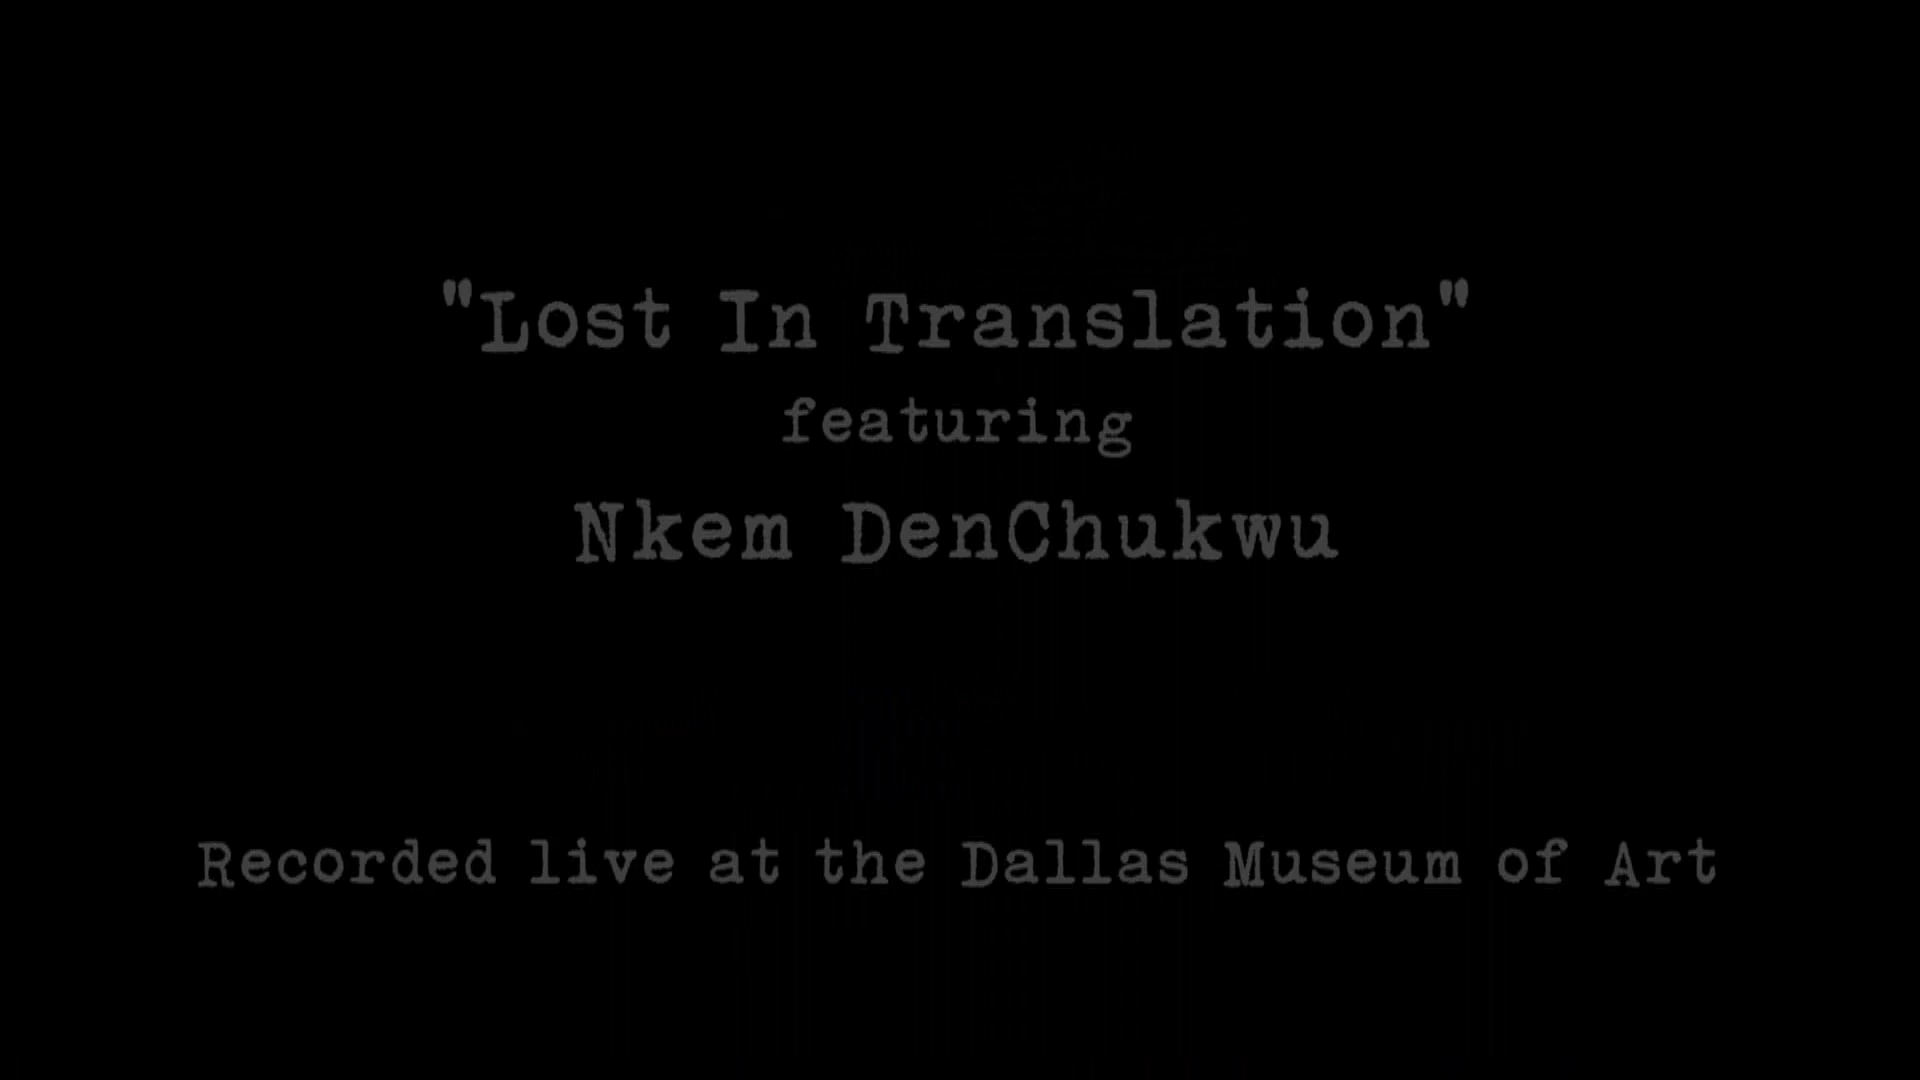 "Lost In Translation"
featuring
Nkem DenChukwu
Recorded live at the Dallas Museum of Art